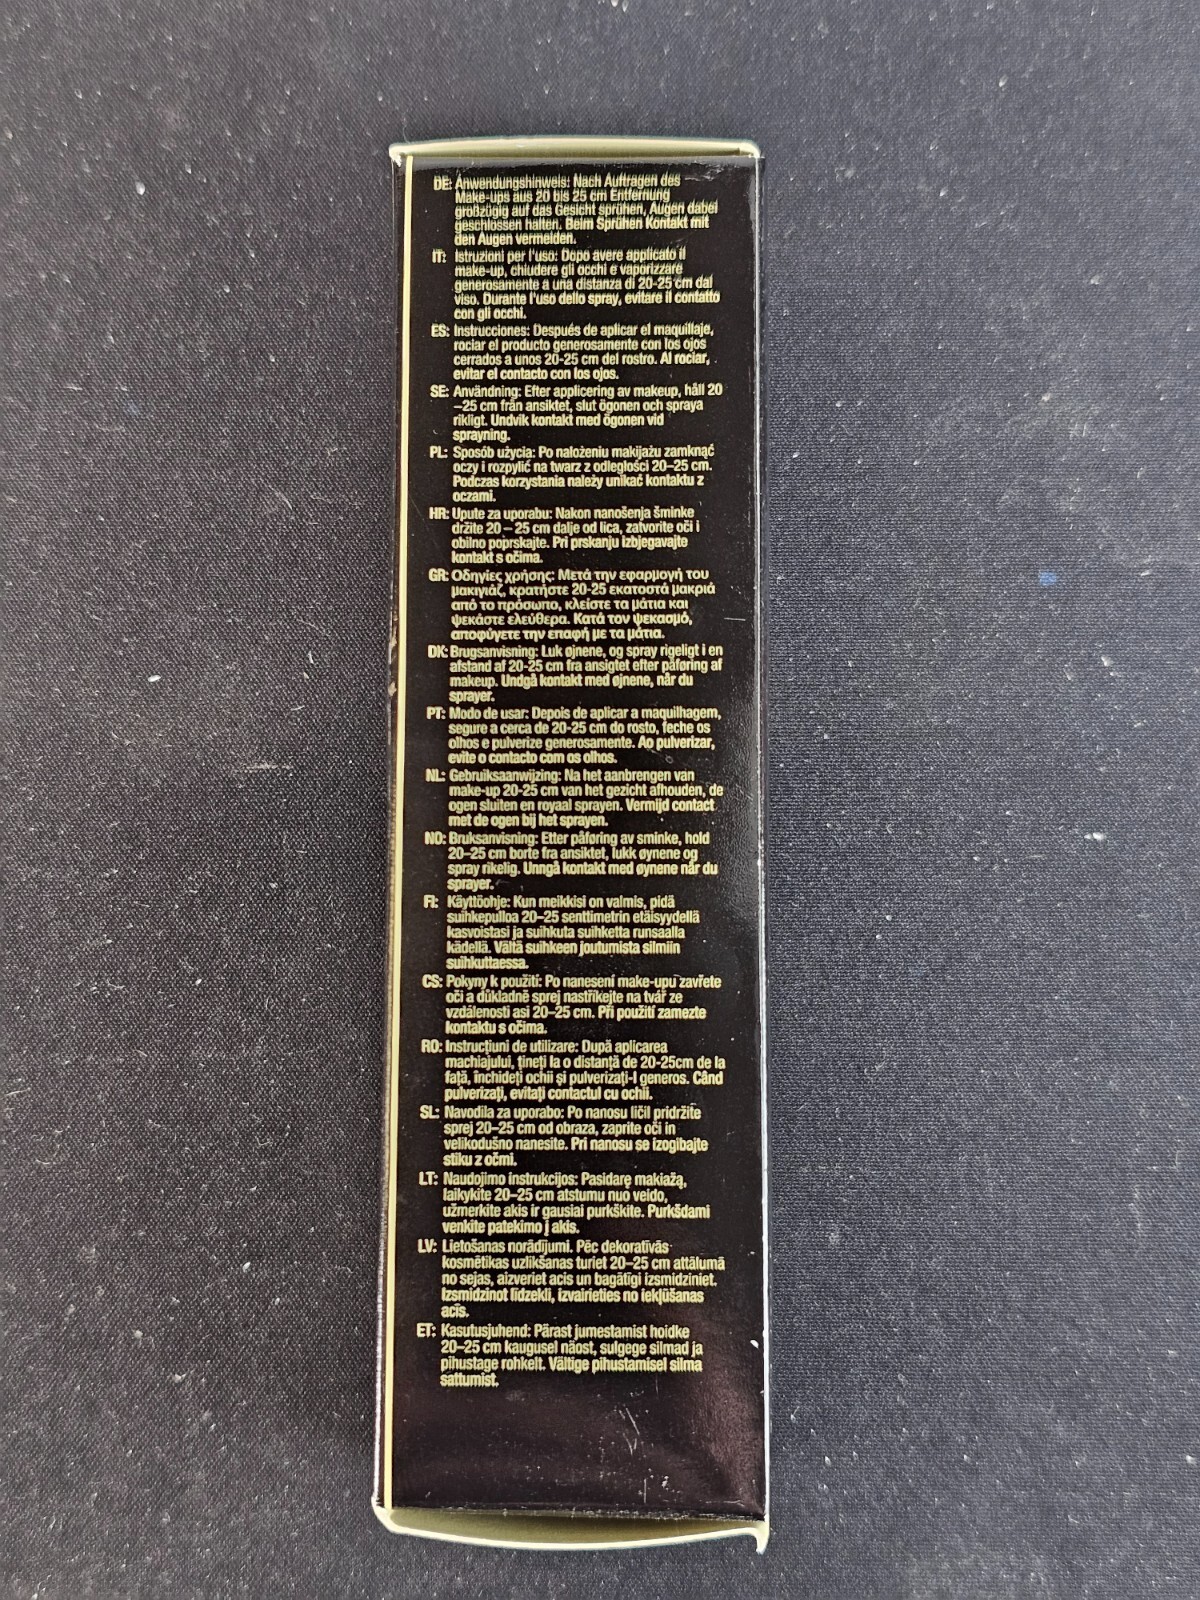 DE: Anwendungshinweis: Nach Auftragen des
Make-ups aus 20 bis 25 cm Entfernung
großzügig auf das Gesicht sprühen, Augen dabei
geschlossen halten. Beim Sprühen Kontakt mit
den Augen vermeiden.
IT: Istruzioni per l'uso: Dopo avere applicato il
make-up, chiudere gli occhi e vaporizzare
generosamente a una distanza di 20-25 cm dal
viso. Durante l'uso dello spray, evitare il contatto
con gli occhi.
ES: Instrucciones: Después de aplicar el maquillaje,
rociar el producto generosamente con los ojos
cerrados a unos 20-25 cm del rostro. Al rociar,
evitar el contacto con los ojos.
SE: Användning: Efter applicering av makeup, håll 20
–25 cm från ansiktet, slut ögonen och spraya
rikligt. Undvik kontakt med ögonen vid
sprayning.
PL: Sposób użycia: Po nałożeniu makijażu zamknąć
oczy i rozpylić na twarz z odległości 20–25 cm.
Podczas korzystania należy unikać kontaktu z
oczami.
HR: Upute za uporabu: Nakon nanošenja šminke
držite 20 – 25 cm dalje od lica, zatvorite oči i
obilno poprskajte. Pri prskanju izbjegavajte
kontakt s očima.
GR: Οδηγίες χρήσης: Μετά την εφαρμογή του
μακιγιάζ, κρατήστε 20-25 εκατοστά μακριά
από το πρόσωπο, κλείστε τα μάτια και
ψεκάστε ελεύθερα. Κατά τον ψεκασμό,
αποφύγετε την επαφή με τα μάτια.
DK: Brugsanvisning: Luk øjnene, og spray rigeligt i en
afstand af 20-25 cm fra ansigtet efter påføring af
makeup. Undgå kontakt med øjnene, når du
sprayer.
PT: Modo de usar: Depois de aplicar a maquilhagem,
segure a cerca de 20-25 cm do rosto, feche os
olhos e pulverize generosamente. Ao pulverizar,
evite o contacto com os olhos.
NL: Gebruiksaanwijzing: Na het aanbrengen van
make-up 20-25 cm van het gezicht afhouden, de
ogen sluiten en royaal sprayen. Vermijd contact
met de ogen bij het sprayen.
NO: Bruksanvisning: Etter påføring av sminke, hold
20–25 cm borte fra ansiktet, lukk øynene og
spray rikelig. Unngå kontakt med øynene når du
sprayer.
FI: Käyttöohje: Kun meikkisi on valmis, pidä
suihkepulloa 20–25 senttimetrin etäisyydellä
kasvoistasi ja suihkuta suihketta runsaalla
kädellä. Vältä suihkeen joutumista silmiin
suihkuttaessa.
CS: Pokyny k použití: Po nanesení make-upu zavřete
oči a důkladně sprej nastříkejte na tvář ze
vzdálenosti asi 20–25 cm. Při použití zamezte
kontaktu s očima.
RO: Instrucțiuni de utilizare: După aplicarea
machiajului, țineți la o distanță de 20-25cm de la
față, închideți ochii și pulverizați-l generos. Când
pulverizați, evitați contactul cu ochii.
SL: Navodila za uporabo: Po nanosu ličil pridržite
sprej 20–25 cm od obraza, zaprite oči in
velikodušno nanesite. Pri nanosu se izogibajte
stiku z očmi.
LT: Naudojimo instrukcijos: Pasidarę makiažą,
laikykite 20–25 cm atstumu nuo veido,
užmerkite akis ir gausiai purkškite. Purkšdami
venkite patekimo į akis.
LV: Lietošanas norādījumi. Pēc dekoratīvās
kosmētikas uzlikšanas turiet 20–25 cm attālumā
no sejas, aizveriet acis un bagātīgi izsmidziniet.
Izsmidzinot līdzekli, izvairieties no iekļūšanas
acīs.
ET: Kasutusjuhend: Pärast jumestamist hoidke
20–25 cm kaugusel näost, sulgege silmad ja
pihustage rohkelt. Vältige pihustamisel silma
sattumist.